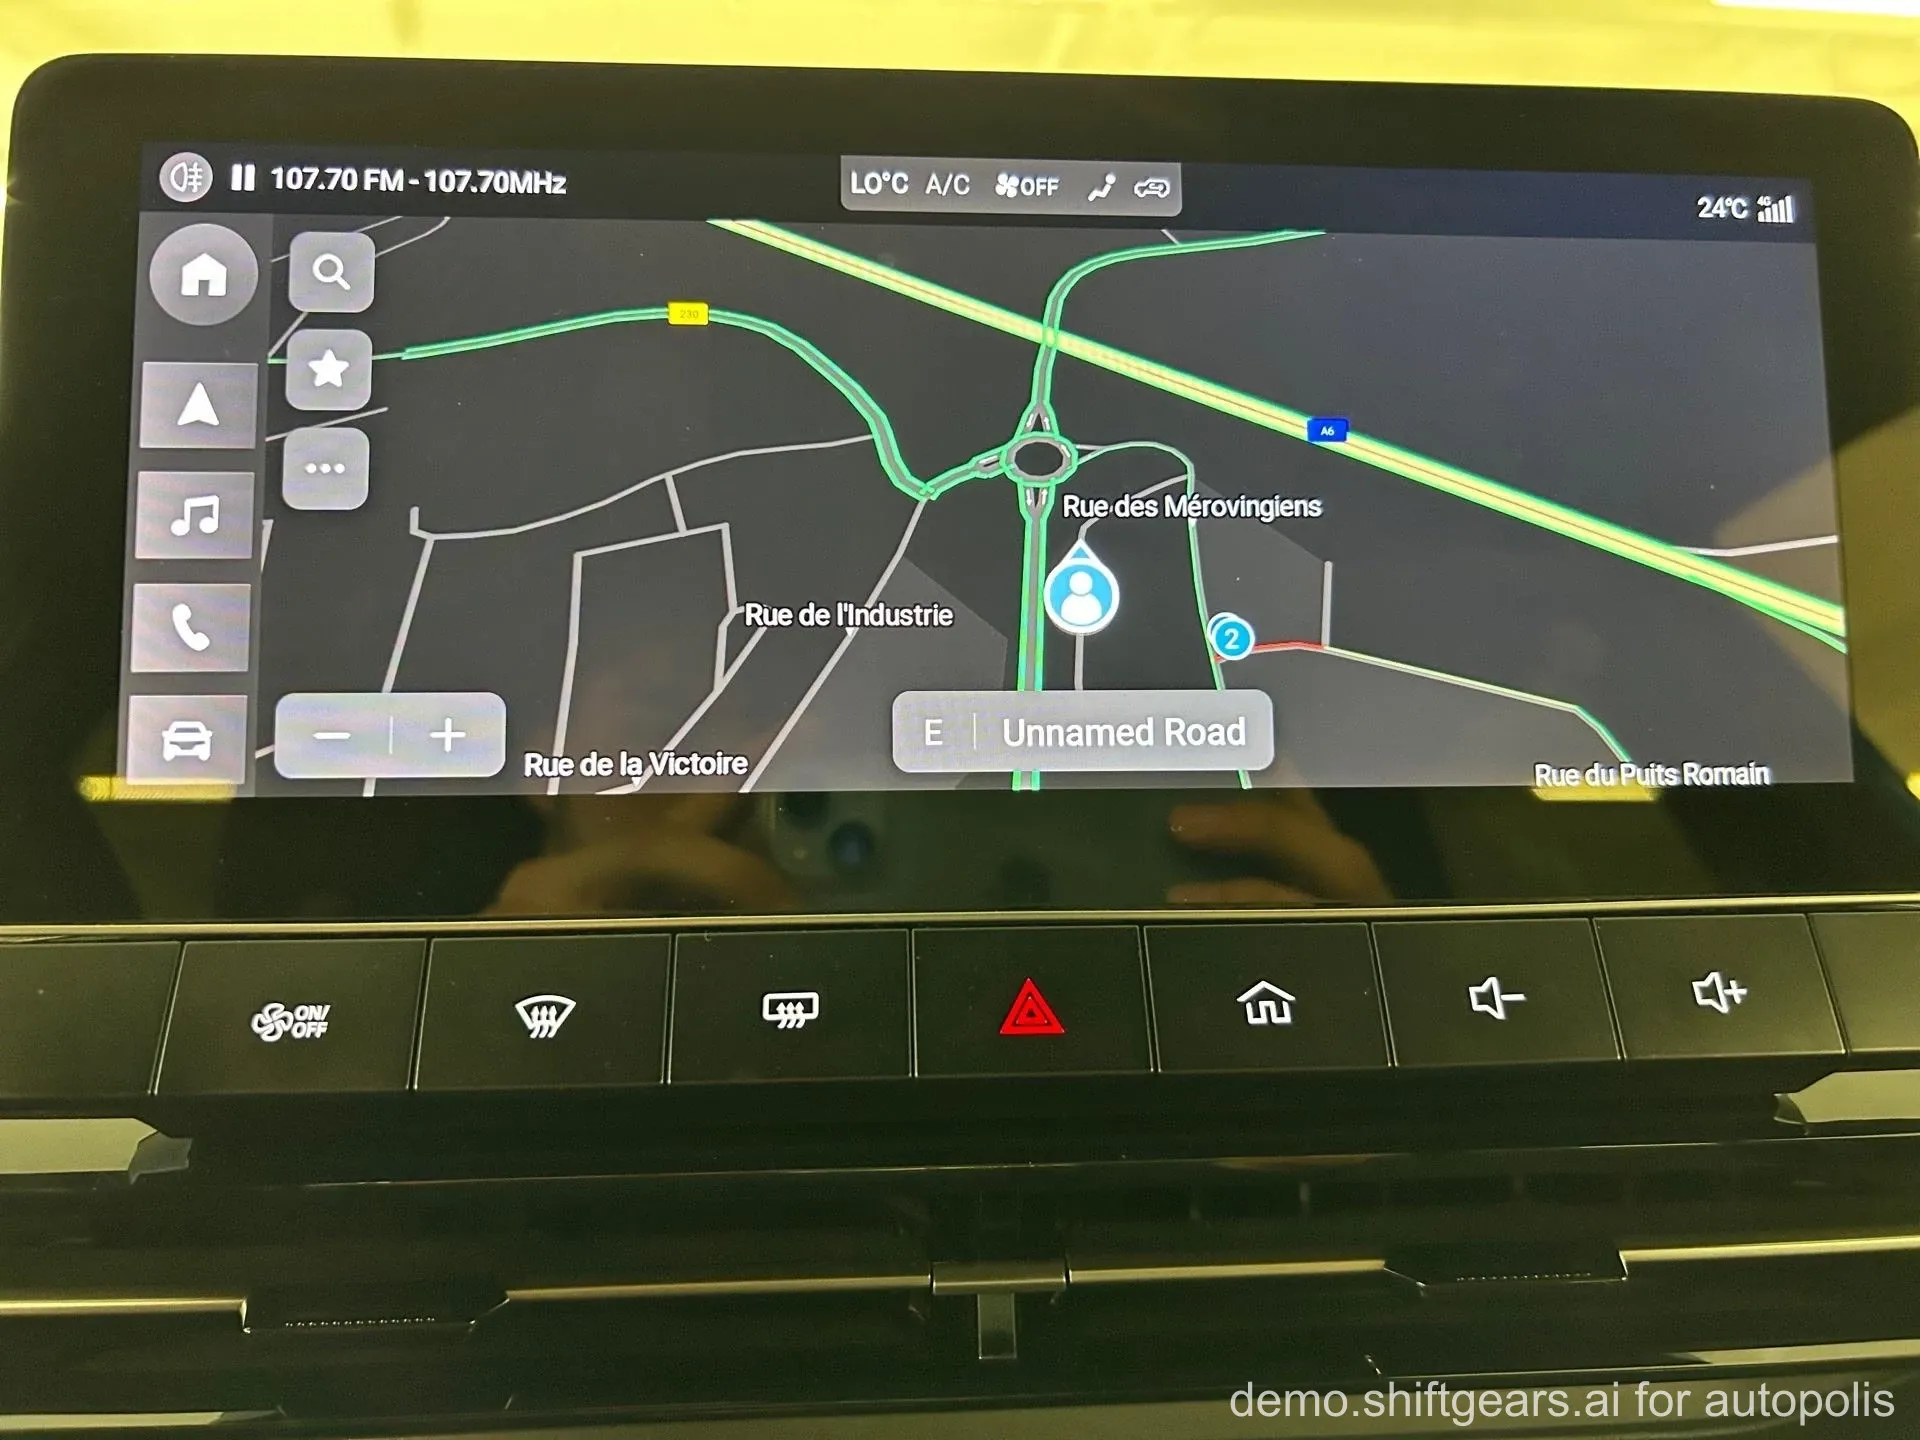 107.70 FM - 107.70MHz
LO°C A/C OFF
24°C 4G
230
A6
Rue des Mérovingiens
Rue de l'Industrie
2
E Unnamed Road
Rue de la Victoire
Rue du Puits Romain
ON/
OFF
demo.shiftgears.ai for autopolis